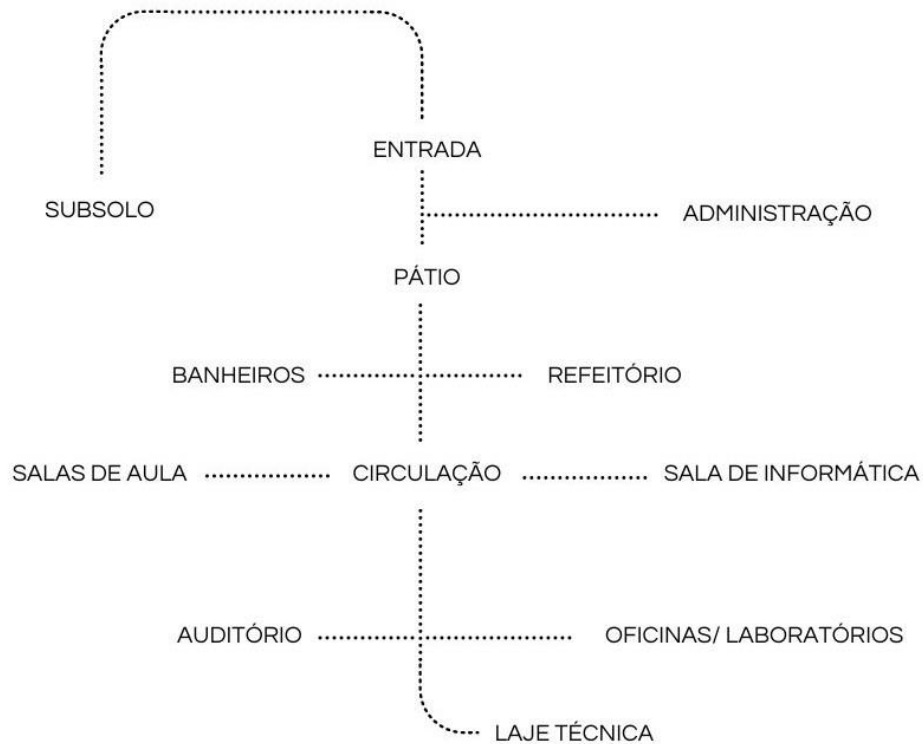 ENTRADA
SUBSOLO
ADMINISTRAÇÃO
PÁTIO
BANHEIROS
REFEITÓRIO
SALAS DE AULA
CIRCULAÇÃO
SALA DE INFORMÁTICA
AUDITÓRIO
OFICINAS/ LABORATÓRIOS
LAJE TÉCNICA